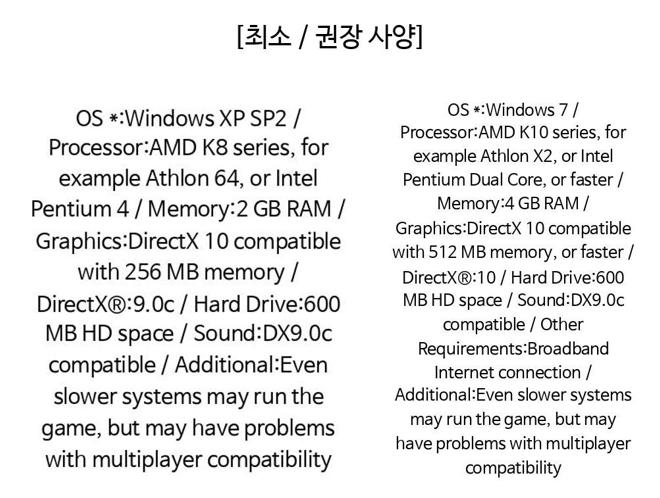 [최소 / 권장 사양]
OS *:Windows XP SP2 /
Processor:AMD K8 series, for
example Athlon 64, or Intel
Pentium 4 / Memory:2 GB RAM /
Graphics:DirectX 10 compatible
with 256 MB memory /
DirectX®:9.0c / Hard Drive:600
MB HD space / Sound:DX9.0c
compatible / Additional:Even
slower systems may run the
game, but may have problems
with multiplayer compatibility
OS *:Windows 7 /
Processor:AMD K10 series, for
example Athlon X2, or Intel
Pentium Dual Core, or faster /
Memory:4 GB RAM /
Graphics:DirectX 10 compatible
with 512 MB memory, or faster /
DirectX®:10 / Hard Drive:600
MB HD space / Sound:DX9.0c
compatible / Other
Requirements:Broadband
Internet connection /
Additional:Even slower systems
may run the game, but may
have problems with multiplayer
compatibility